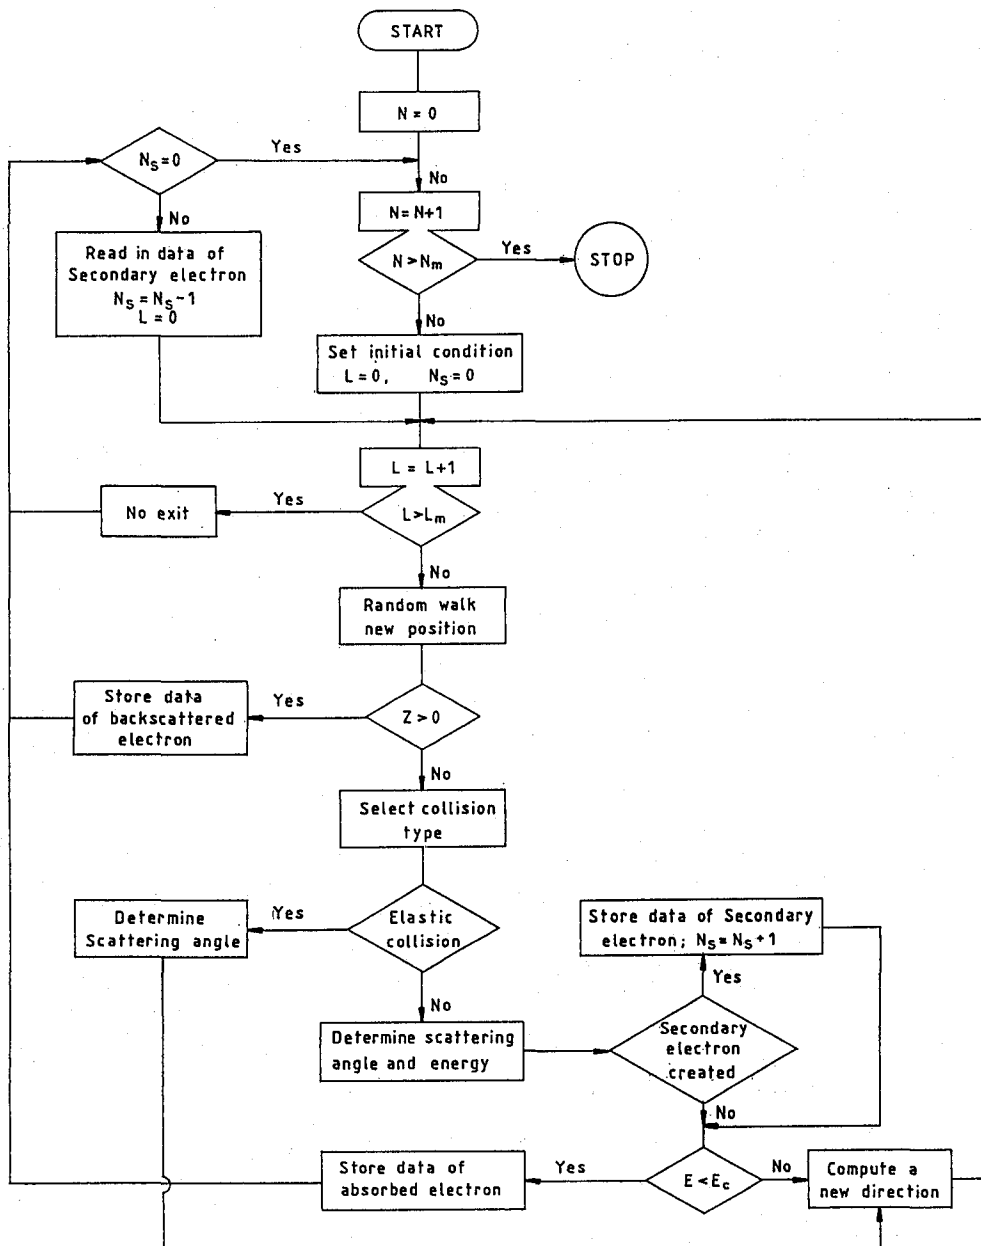 START
N = 0
N_S = 0
Yes
No
No
N = N+1
Read in data of
Secondary electron
N_S = N_S - 1
L = 0
N > N_m
Yes
STOP
No
Set initial condition
L = 0, N_S = 0
L = L+1
No exit
Yes
L > L_m
No
Random walk
new position
Store data
of backscattered
electron
Yes
Z > 0
No
Select collision
type
Determine
Scattering angle
Yes
Elastic
collision
Store data of Secondary
electron; N_S = N_S + 1
Yes
No
Determine scattering
angle and energy
Secondary
electron
created
No
Store data of
absorbed electron
Yes
E < E_c
No
Compute a
new direction